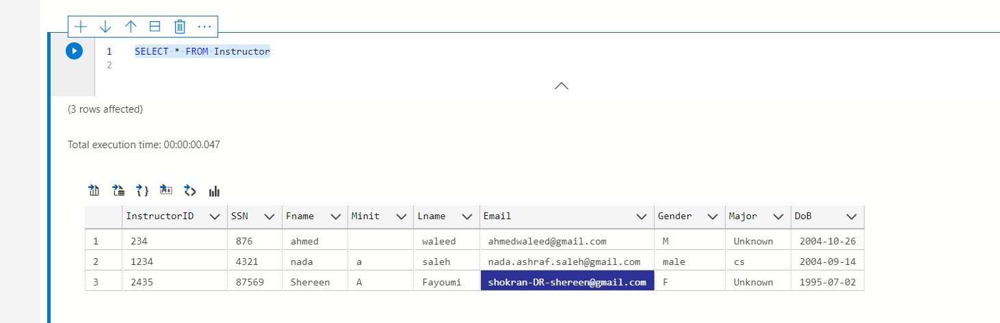 1 SELECT * FROM Instructor
2
(3 rows affected)
Total execution time: 00:00:00.047
InstructorID SSN Fname Minit Lname Email Gender Major DoB
1 234 876 ahmed waleed ahmedwaleed@gmail.com M Unknown 2004-10-26
2 1234 4321 nada a saleh nada.ashraf.saleh@gmail.com male cs 2004-09-14
3 2435 87569 Shereen A Fayoumi shokran-DR-shereen@gmail.com F Unknown 1995-07-02